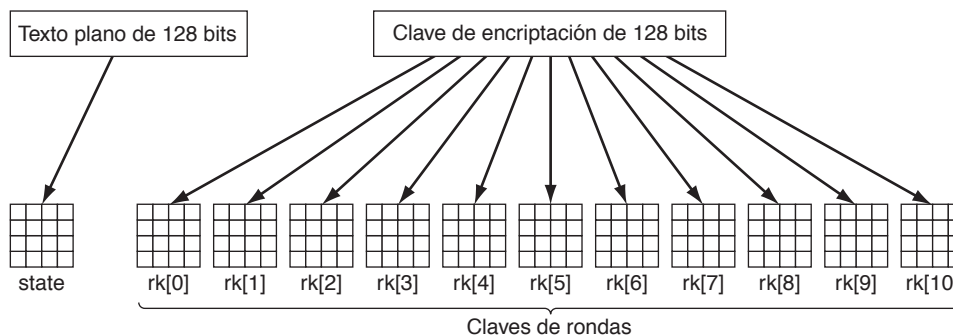 Texto plano de 128 bits
Clave de encriptación de 128 bits
state
rk[0]
rk[1]
rk[2]
rk[3]
rk[4]
rk[5]
rk[6]
rk[7]
rk[8]
rk[9]
rk[10]
Claves de rondas